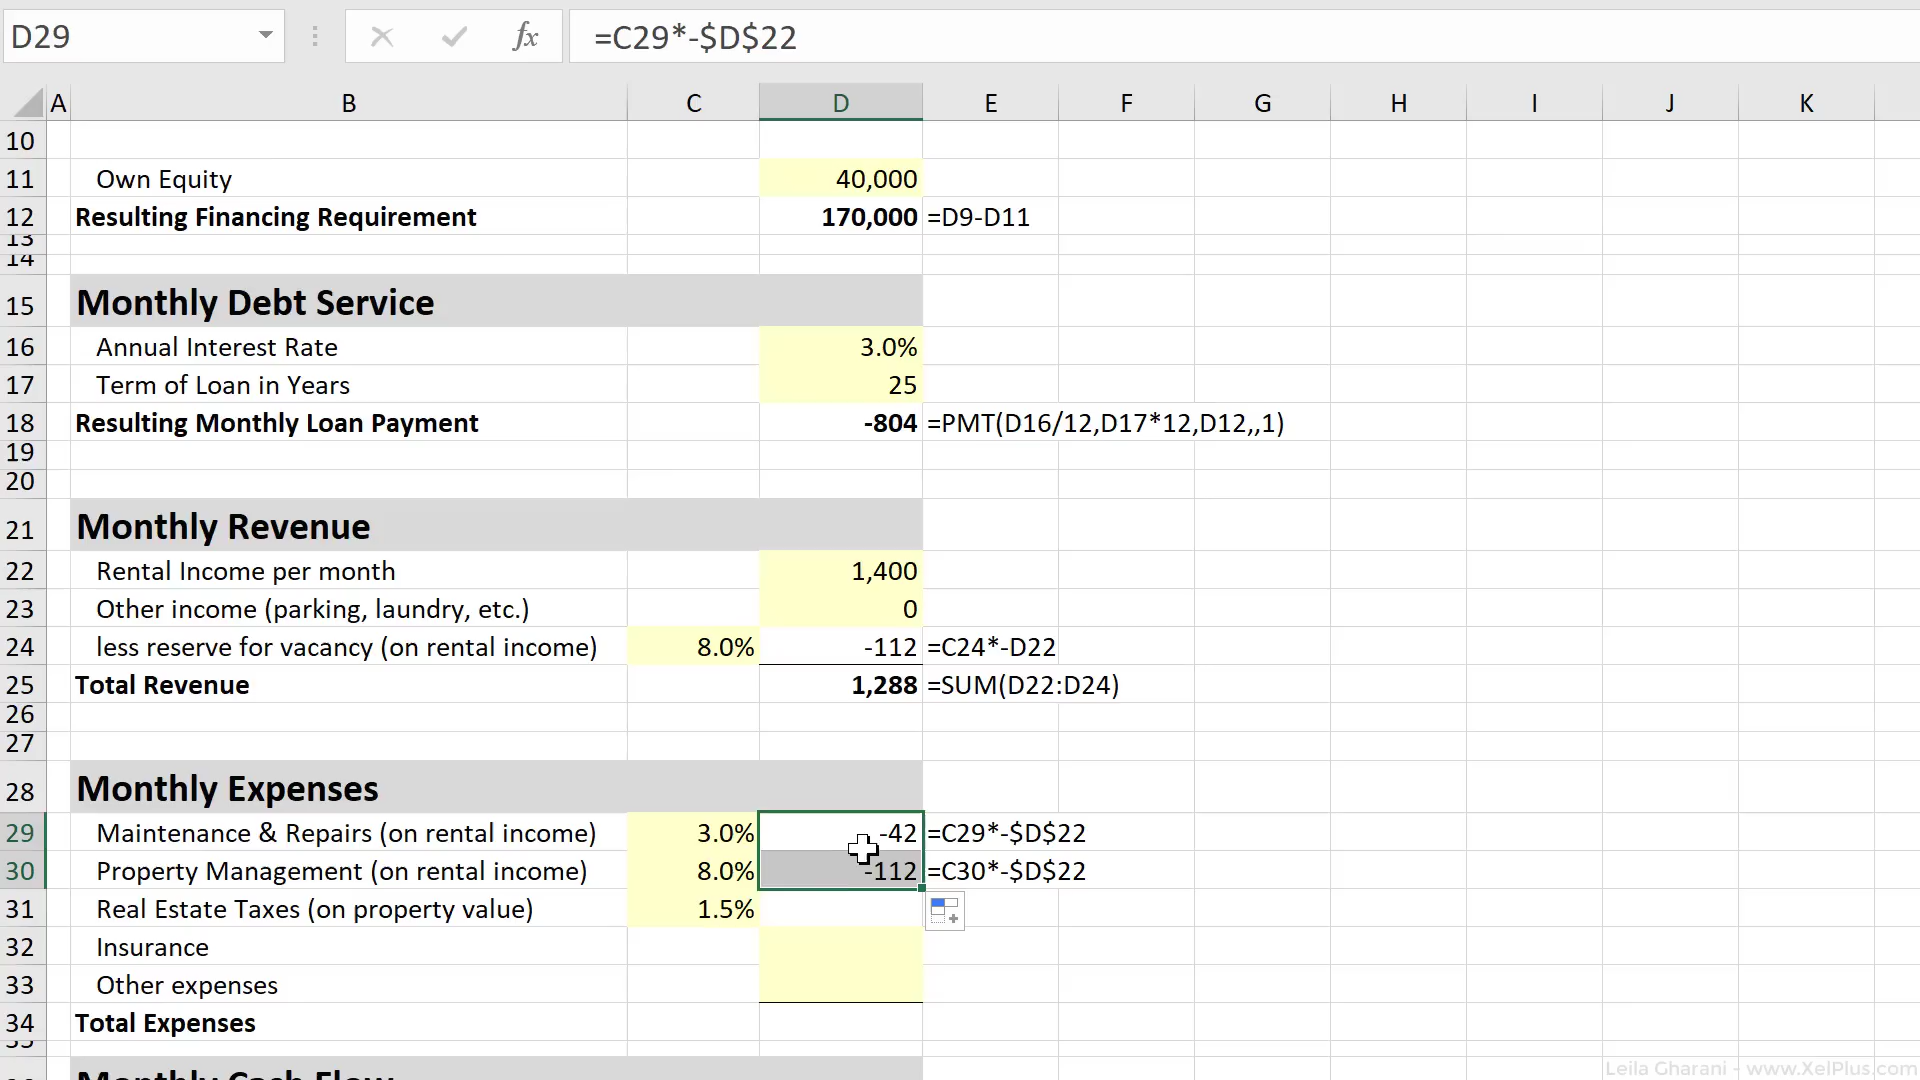 D29 fx =C29*-$D$22
A B C D E F G H I J K
10
11 Own Equity 40,000
12 Resulting Financing Requirement 170,000 =D9-D11
13
14
15 Monthly Debt Service
16 Annual Interest Rate 3.0%
17 Term of Loan in Years 25
18 Resulting Monthly Loan Payment -804 =PMT(D16/12,D17*12,D12,,1)
19
20
21 Monthly Revenue
22 Rental Income per month 1,400
23 Other income (parking, laundry, etc.) 0
24 less reserve for vacancy (on rental income) 8.0% -112 =C24*-D22
25 Total Revenue 1,288 =SUM(D22:D24)
26
27
28 Monthly Expenses
29 Maintenance & Repairs (on rental income) 3.0% -42 =C29*-$D$22
30 Property Management (on rental income) 8.0% -112 =C30*-$D$22
31 Real Estate Taxes (on property value) 1.5%
32 Insurance
33 Other expenses
34 Total Expenses
35
Monthly Cash Flow
Leila Gharani - www.XelPlus.com